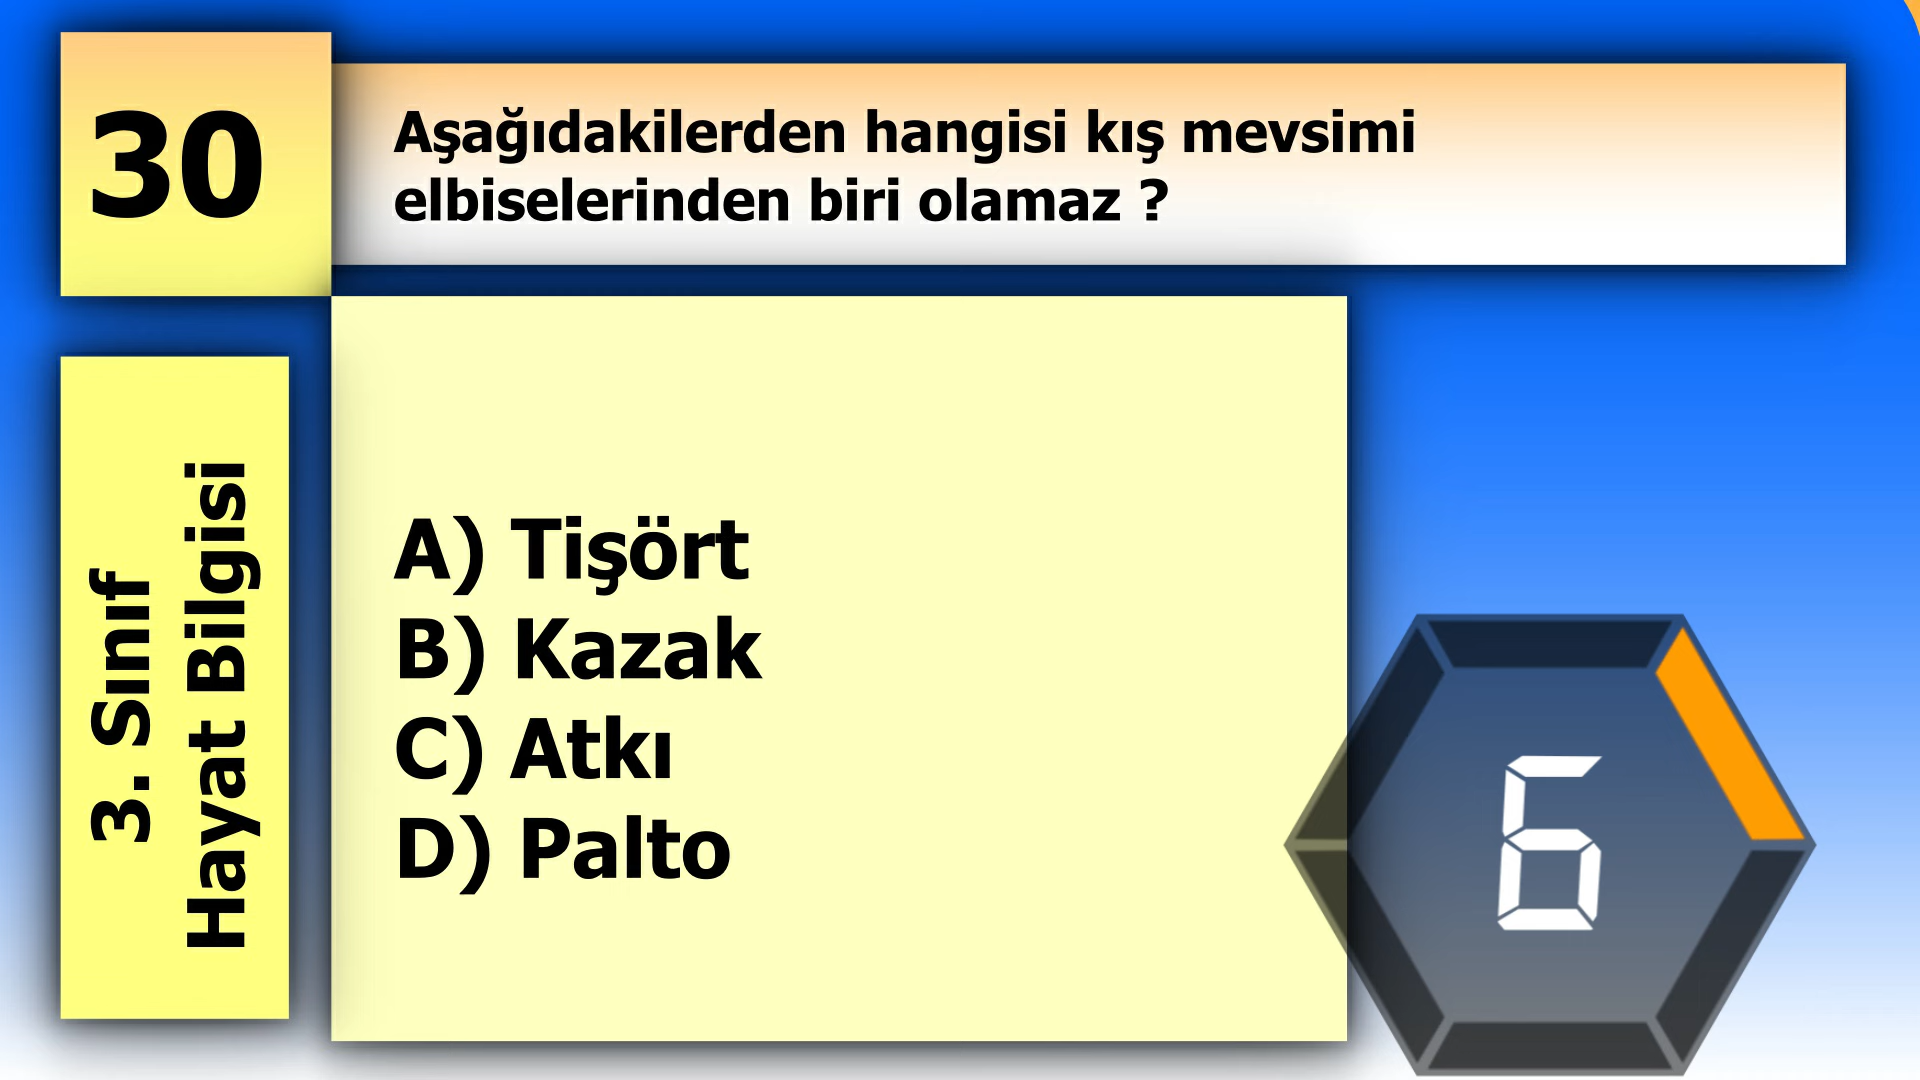 30
Aşağıdakilerden hangisi kış mevsimi
elbiselerinden biri olamaz ?
3. Sınıf
Hayat Bilgisi
A) Tişört
B) Kazak
C) Atkı
D) Palto
6